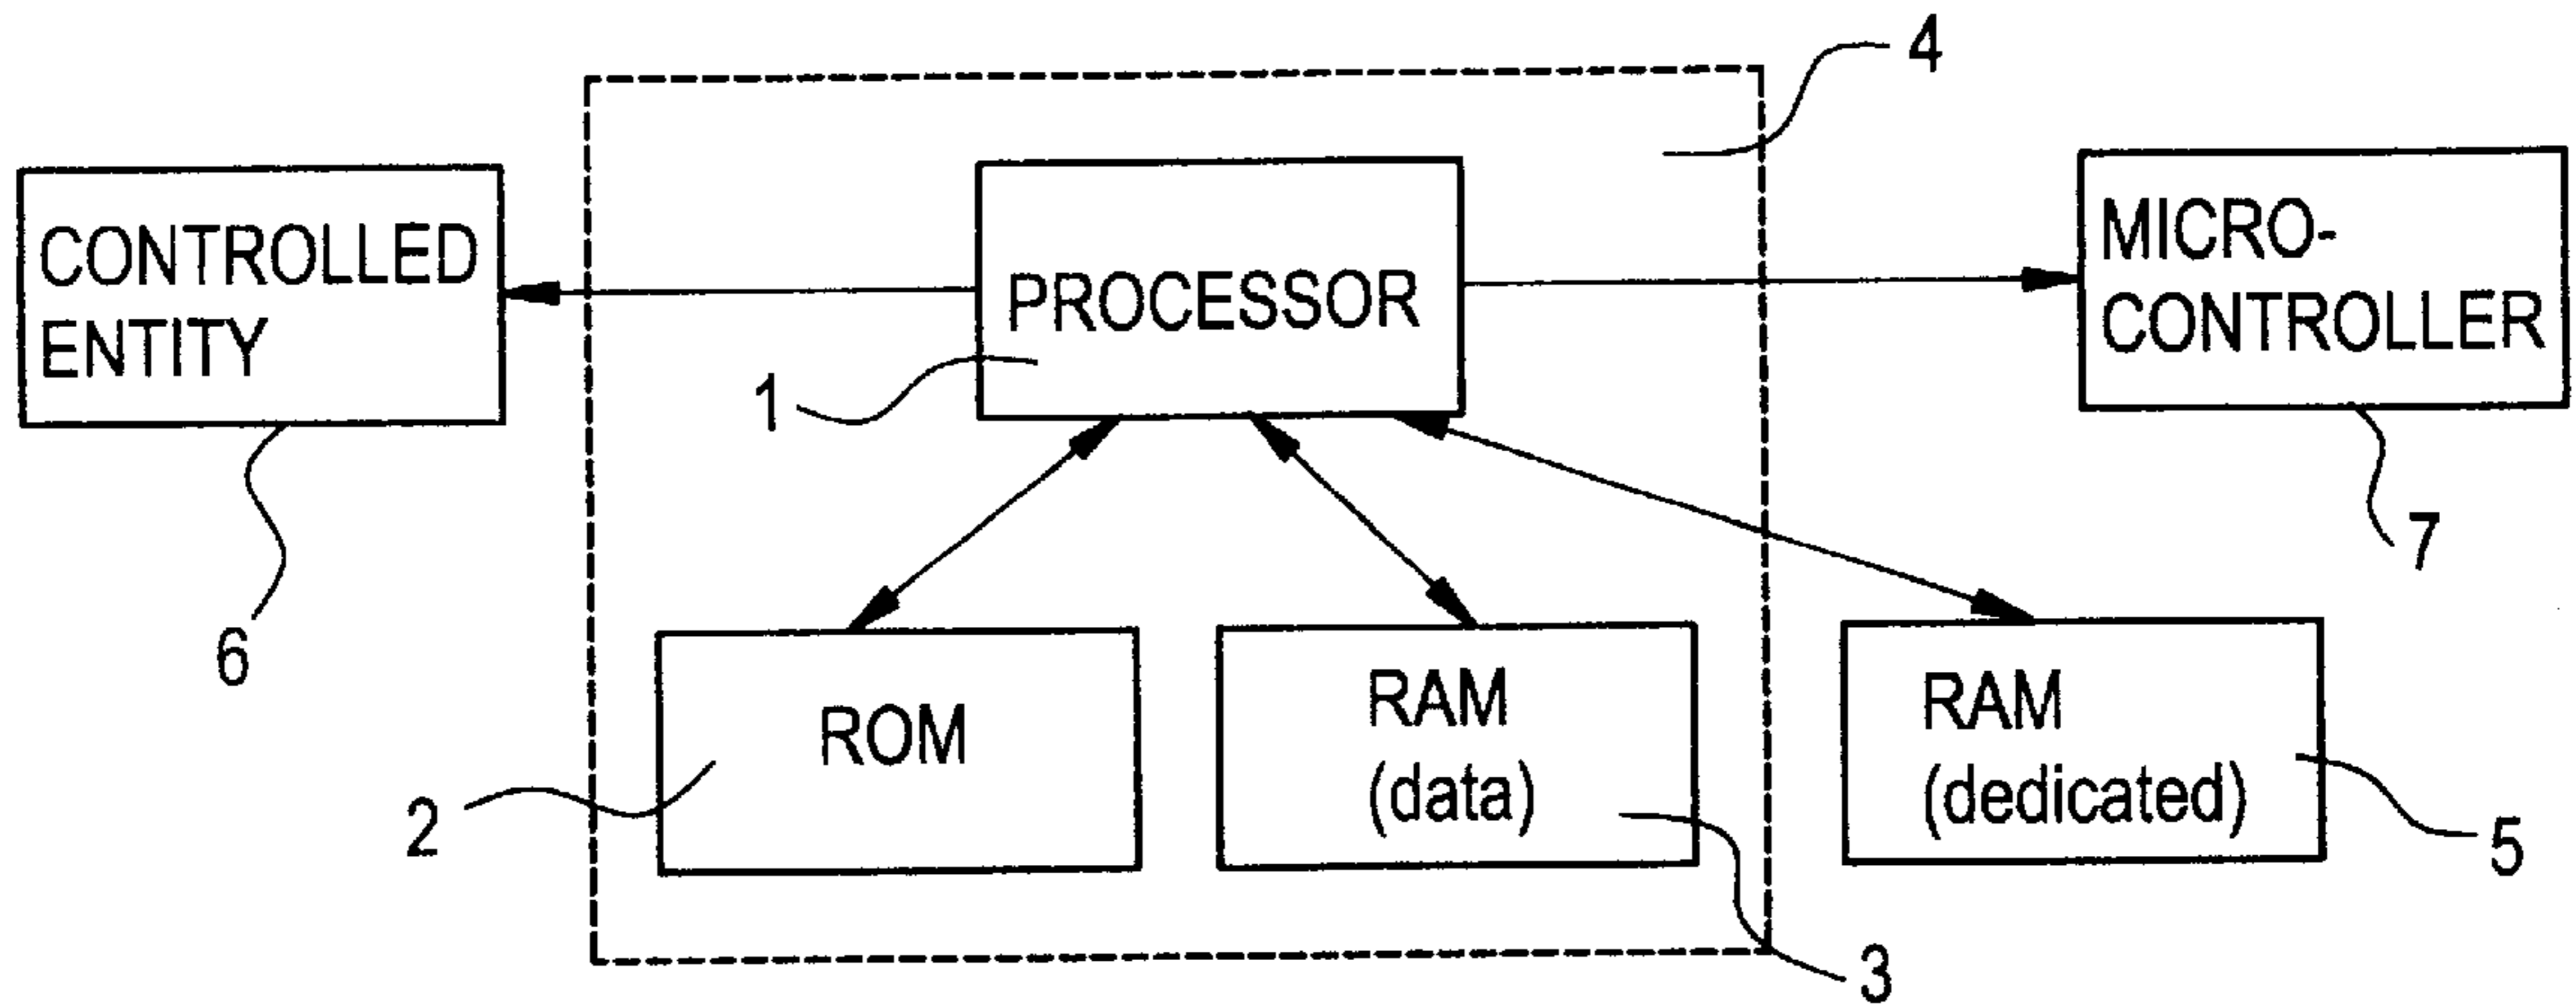 4
CONTROLLED
ENTITY
PROCESSOR
MICRO-
CONTROLLER
1
6
7
ROM
RAM
(data)
RAM
(dedicated)
2
3
5